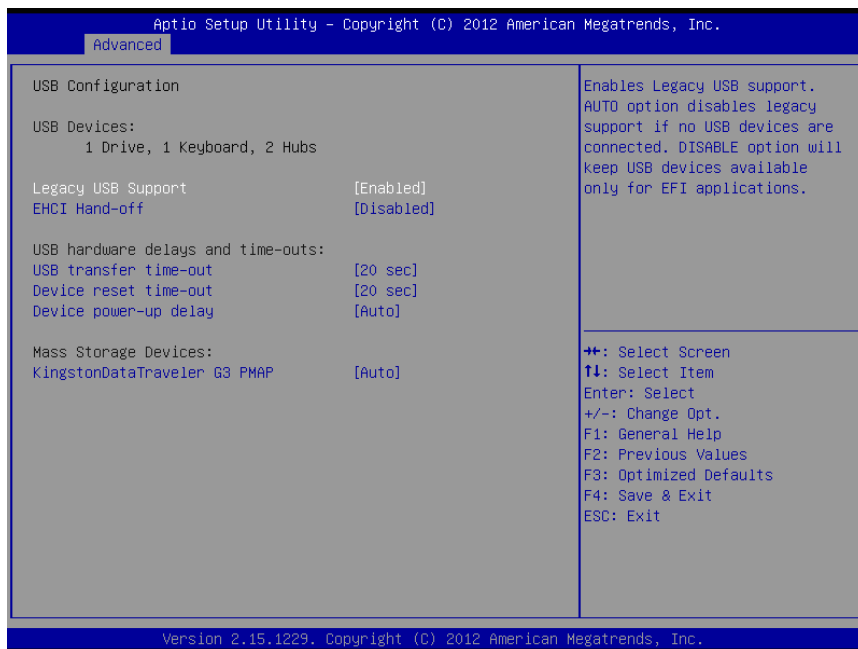 Aptio Setup Utility – Copyright (C) 2012 American Megatrends, Inc.
Advanced
USB Configuration
USB Devices:
1 Drive, 1 Keyboard, 2 Hubs
Legacy USB Support [Enabled]
EHCI Hand-off [Disabled]
USB hardware delays and time-outs:
USB transfer time-out [20 sec]
Device reset time-out [20 sec]
Device power-up delay [Auto]
Mass Storage Devices:
KingstonDataTraveler G3 PMAP [Auto]
Enables Legacy USB support.
AUTO option disables legacy
support if no USB devices are
connected. DISABLE option will
keep USB devices available
only for EFI applications.
→←: Select Screen
↑↓: Select Item
Enter: Select
+/-: Change Opt.
F1: General Help
F2: Previous Values
F3: Optimized Defaults
F4: Save & Exit
ESC: Exit
Version 2.15.1229. Copyright (C) 2012 American Megatrends, Inc.